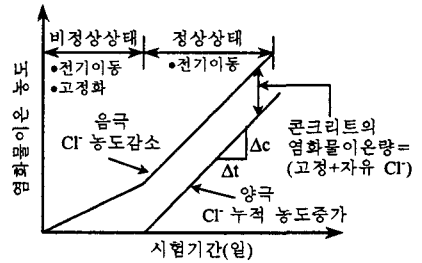 비정상상태 정상상태
●전기이동 ●전기이동
●고정화
음극
Cl⁻ 농도감소
콘크리트의
염화물이온량=
(고정+자유 Cl⁻)
Δc
Δt
양극
Cl⁻ 누적 농도증가
염화물이온 농도
시험기간(일)